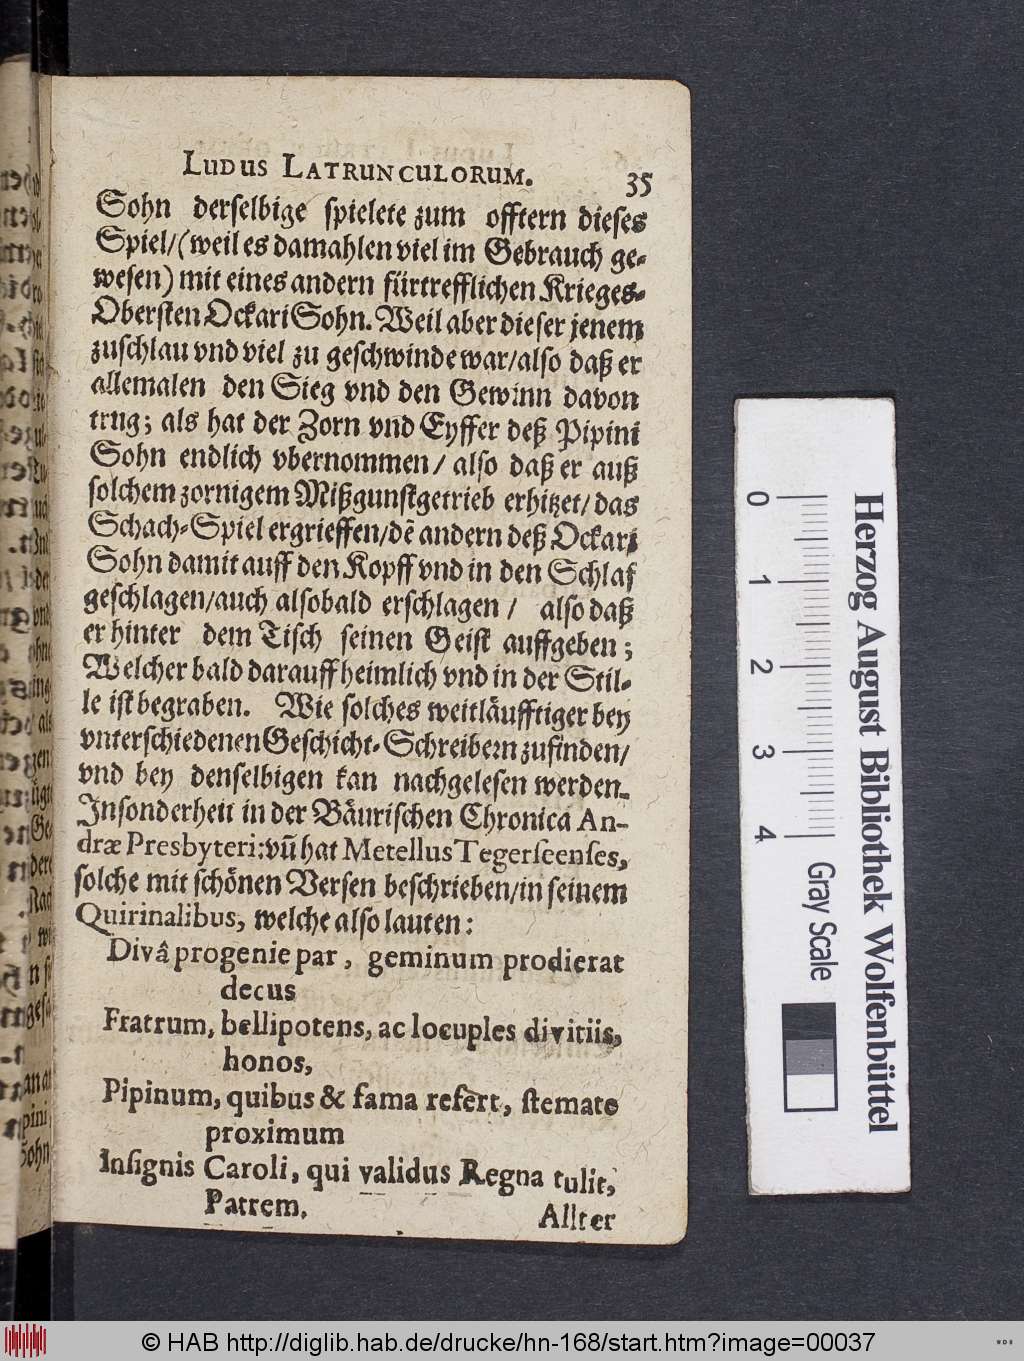 LUDUS LATRUNCULORUM. 35
Sohn derselbige spielete zum offtern dieses
Spiel/(weil es damahlen viel im Gebrauch ge-
wesen) mit eines andern fürtrefflichen Krieges-
Obersten Ockari Sohn. Weil aber dieser jenem
zuschlau vnd viel zu geschwinde war/also daß er
allemalen den Sieg vnd den Gewinn davon
trug; als hat der Zorn vnd Eyffer deß Pipini
Sohn endlich vbernommen/ also daß er auß
solchem zornigem Mißgunstgetrieb erhitzet/ das
Schach-Spiel ergrieffen/dẽ andern deß Ockari
Sohn damit auff den Kopff vnd in den Schlaf
geschlagen/auch alsobald erschlagen/ also daß
er hinter dem Tisch seinen Geist auffgeben;
Welcher bald darauff heimlich vnd in der Stil-
le ist begraben. Wie solches weitläufftiger bey
vnterschiedenen Geschicht-Schreibern zufinden/
vnd bey denselbigen kan nachgelesen werden.
Insonderheit in der Bäurischen Chronica An-
dræ Presbyteri: vñ hat Metellus Tegerseenses,
solche mit schönen Versen beschrieben/in seinem
Quirinalibus, welche also lauten:
Divâ progenie par, geminum prodierat
decus
Fratrum, bellipotens, ac locuples divitiis,
honos,
Pipinum, quibus & fama refert, stemate
proximum
Insignis Caroli, qui validus Regna tulit,
Patrem.
Allter
0 1 2 3 4
Gray Scale
Herzog August Bibliothek Wolfenbüttel
© HAB http://diglib.hab.de/drucke/hn-168/start.htm?image=00037